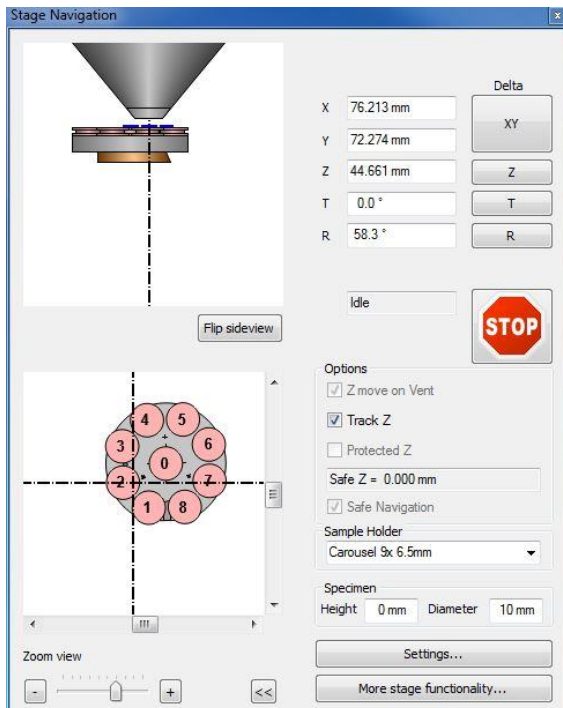 Stage Navigation
x
Delta
X 76.213 mm XY
Y 72.274 mm
Z 44.661 mm Z
T 0.0 ° T
R 58.3 ° R
Idle
STOP
Flip sideview
Options
Z move on Vent
Track Z
Protected Z
Safe Z = 0.000 mm
Safe Navigation
4 5
3 6
0
2 7
1 8
Sample Holder
Carousel 9x 6.5mm
Specimen
Height 0 mm Diameter 10 mm
Zoom view
- + <<
Settings...
More stage functionality...